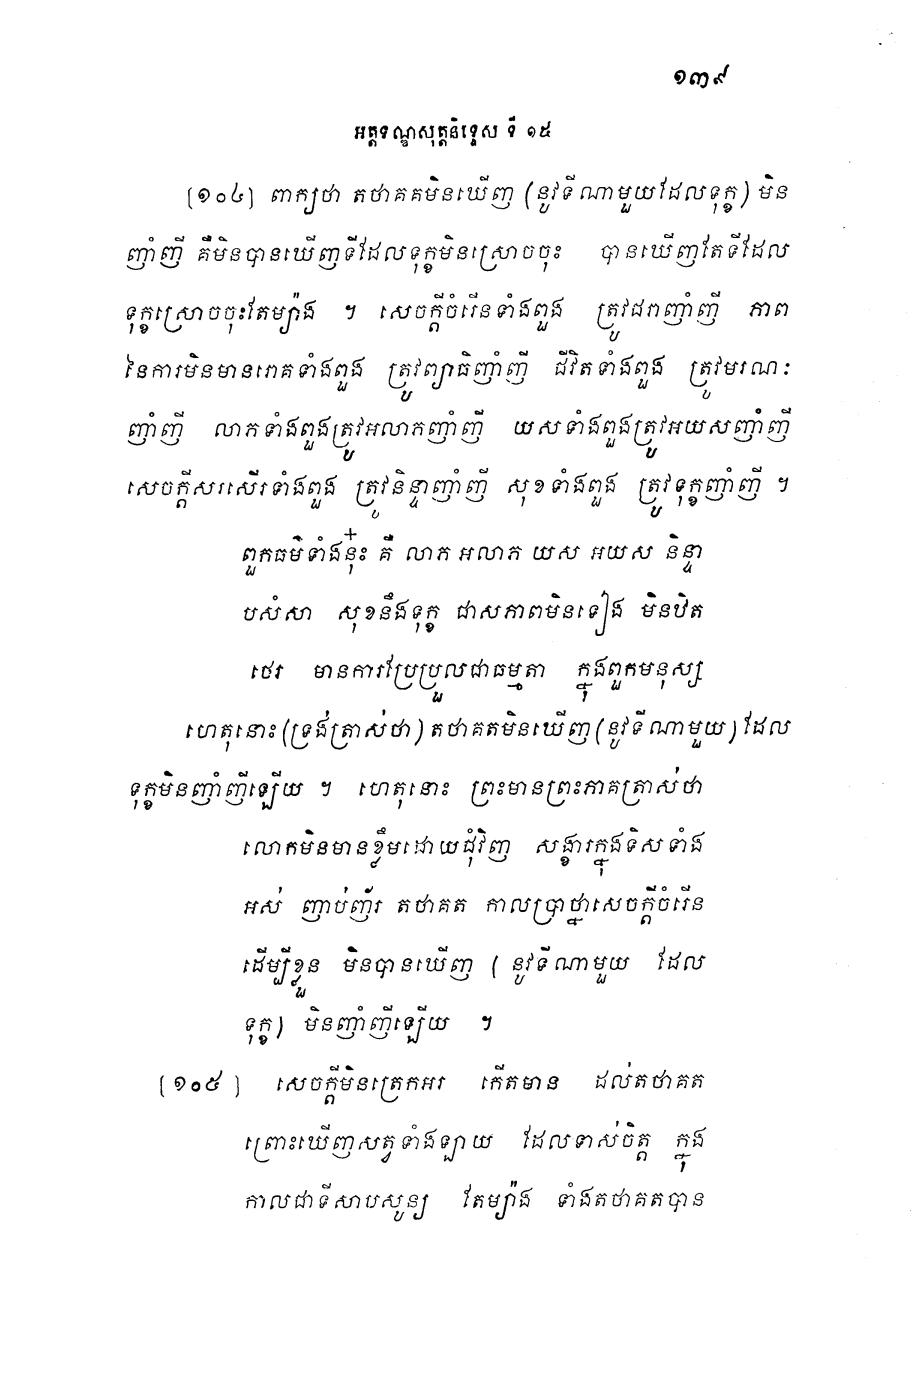 ១៣៩
អត្តទណ្ឌសុត្តនិទ្ទេស ទី ១៥
[១០៤] ពាក្យថា តថាគតមិនឃើញ (នូវទីណាមួយដែលទុក្ខ) មិន
ញាំញី គឺមិនបានឃើញទីដែលទុក្ខមិនស្រោចចុះ បានឃើញតែទីដែល
ទុក្ខស្រោចចុះតែម្យ៉ាង ។ សេចក្តីចំរើនទាំងពួង ត្រូវជរាញាំញី ភាព
នៃការមិនមានរោគទាំងពួង ត្រូវព្យាធិញាំញី ជីវិតទាំងពួង ត្រូវមរណៈ
ញាំញី លាភទាំងពួងត្រូវអលាភញាំញី យសទាំងពួងត្រូវអយសញាំញី
សេចក្តីសរសើរទាំងពួង ត្រូវនិន្ទាញាំញី សុខទាំងពួង ត្រូវទុក្ខញាំញី ។
ពួកធម៌ទាំងនុ៎ះ គឺ លាភ អលាភ យស អយស និន្ទា
បសំសា សុខនឹងទុក្ខ ជាសភាពមិនទៀង មិនឋិត
ថេរ មានការប្រែប្រួលជាធម្មតា ក្នុងពួកមនុស្ស
ហេតុនោះ (ទ្រង់ត្រាស់ថា) តថាគតមិនឃើញ (នូវទីណាមួយ) ដែល
ទុក្ខមិនញាំញីឡើយ ។ ហេតុនោះ ព្រះមានព្រះភាគត្រាស់ថា
លោកមិនមានខ្លឹមដោយជុំវិញ សង្ខារក្នុងទិសទាំង
អស់ ញាប់ញ័រ តថាគត កាលប្រាថ្នាសេចក្តីចំរើន
ដើម្បីខ្លួន មិនបានឃើញ (នូវទីណាមួយ ដែល
ទុក្ខ) មិនញាំញីឡើយ ។
[១០៥] សេចក្តីមិនត្រេកអរ កើតមាន ដល់តថាគត
ព្រោះឃើញសត្វទាំងឡាយ ដែលទាស់ចិត្ត ក្នុង
កាលជាទីសាបសូន្យ តែម្យ៉ាង ទាំងតថាគតបាន